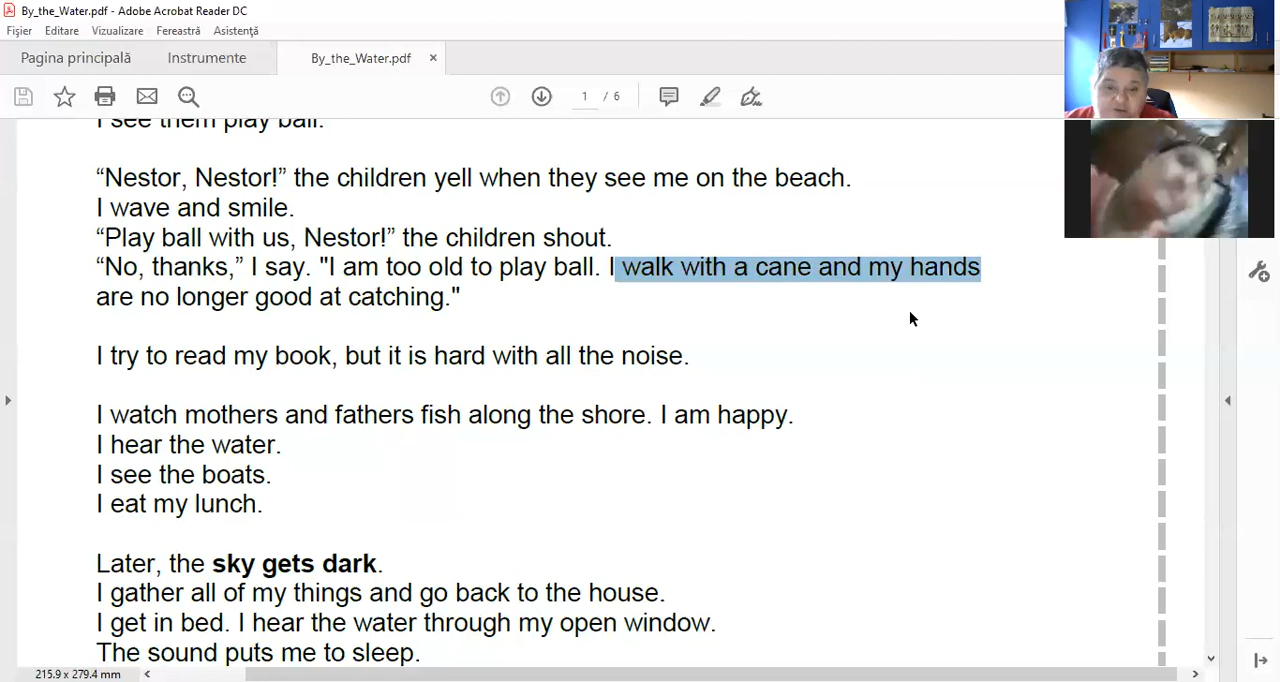 By_the_Water.pdf - Adobe Acrobat Reader DC
Fișier Editare Vizualizare Fereastră Asistență
Pagina principală Instrumente By_the_Water.pdf ×
1 / 6
I see them play ball.
“Nestor, Nestor!” the children yell when they see me on the beach.
I wave and smile.
“Play ball with us, Nestor!” the children shout.
“No, thanks,” I say. "I am too old to play ball. I walk with a cane and my hands
are no longer good at catching."
I try to read my book, but it is hard with all the noise.
I watch mothers and fathers fish along the shore. I am happy.
I hear the water.
I see the boats.
I eat my lunch.
Later, the sky gets dark.
I gather all of my things and go back to the house.
I get in bed. I hear the water through my open window.
The sound puts me to sleep.
215.9 x 279.4 mm